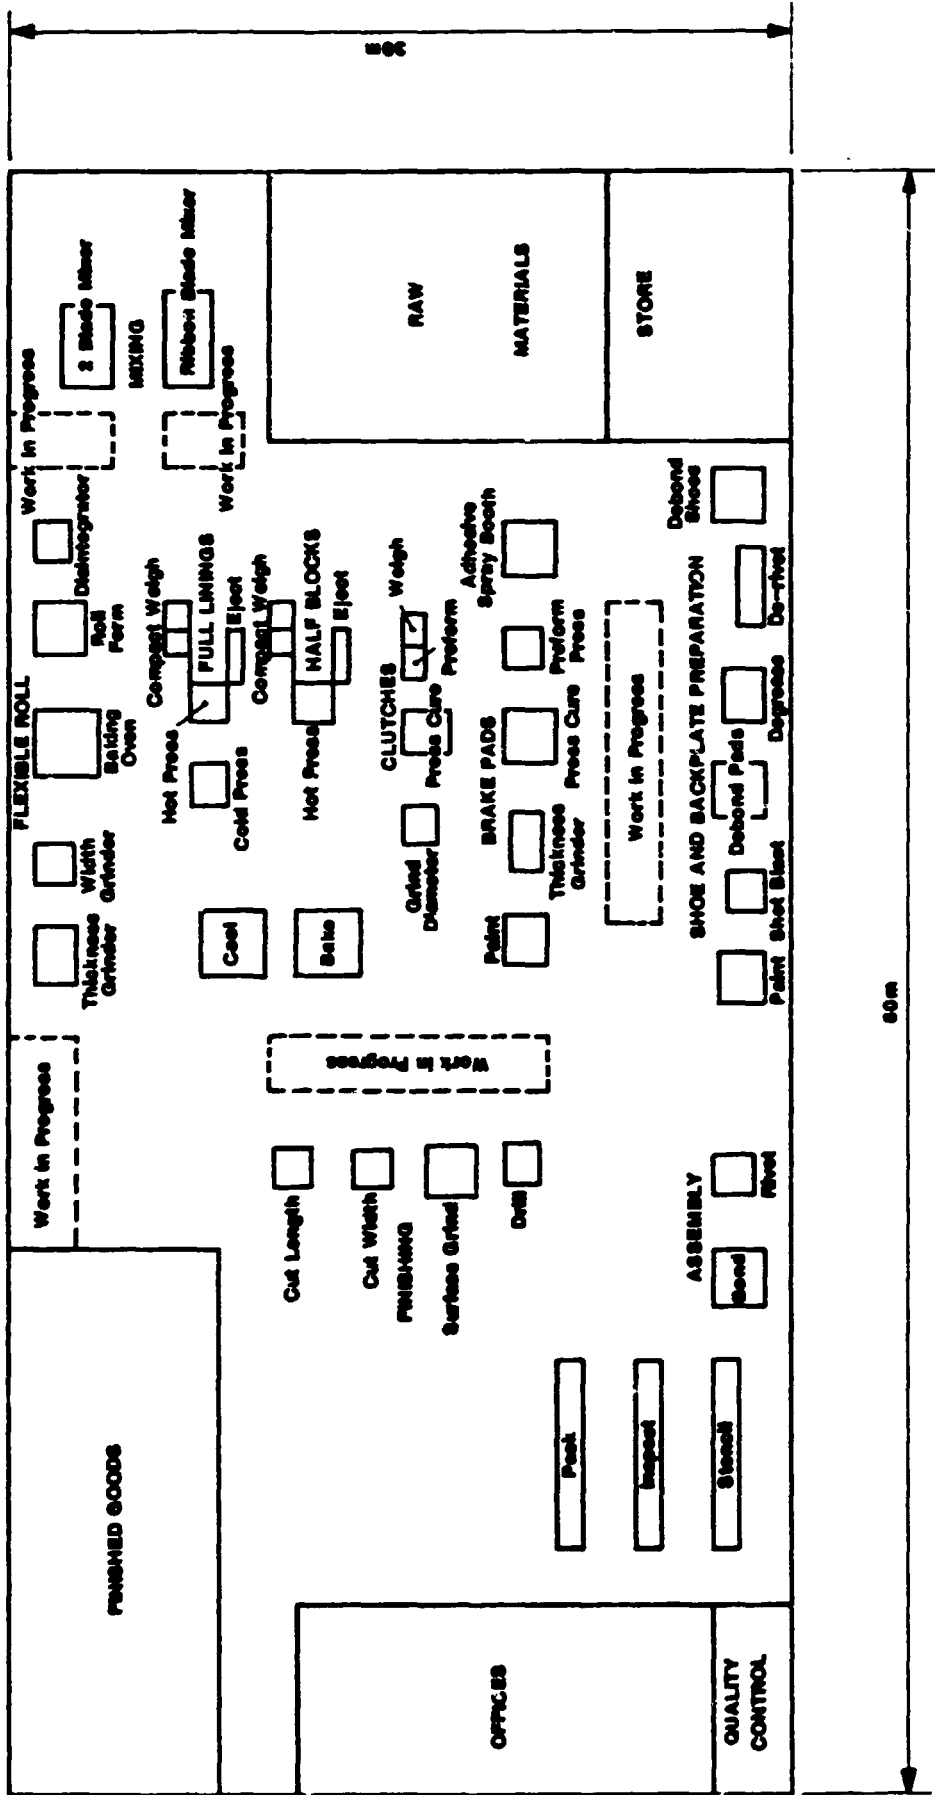 30m
FLEXIBLE ROLL
Work in Progress
Work in Progress
Thickness
Grinder
Width
Grinder
Baking
Oven
Roll
Form
Disintegrator
2 Blade Mixer
MIXING
Ribbon Blade Mixer
Work in Progress
FINISHED GOODS
Compact Weigh
Hot Press
FULL LININGS
Eject
Cold Press
Cool
Compact Weigh
HALF BLOCKS
Eject
Hot Press
Bake
Cut Length
Work in Progress
Cut Width
FINISHING
Surface Grind
Drill
CLUTCHES
Weigh
Preform
Press Cure
Grind
Diameter
BRAKE PADS
Adhesive
Spray Booth
Preform
Press
Press Cure
Thickness
Grinder
Paint
RAW
MATERIALS
STORE
Work in Progress
Pack
Inspect
Stencil
OFFICES
SHOE AND BACKPLATE PREPARATION
Debond
Shoes
De-rivet
Degrease
Debond Pads
Shot Blast
Paint
ASSEMBLY
Rivet
Bond
QUALITY
CONTROL
60m